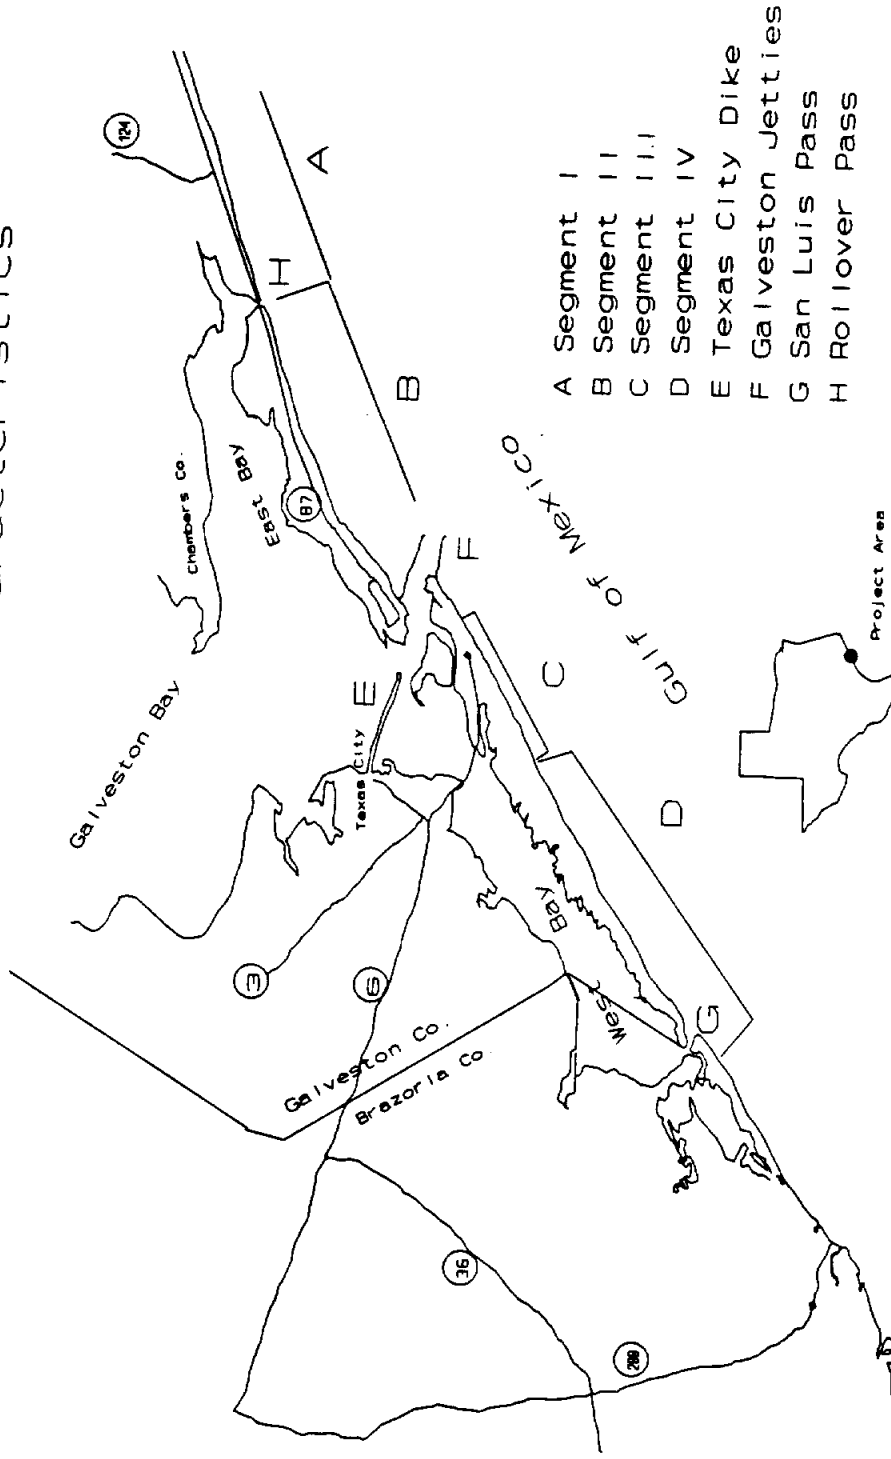 124
A
H
B
Chambers Co.
East Bay
87
F
Galveston Bay
E
Texas City
C
Gulf of Mexico
D
West Bay
G
3
6
Galveston Co.
Brazoria Co.
36
Project Area
A Segment I
B Segment II
C Segment III
D Segment IV
E Texas City Dike
F Galveston Jetties
G San Luis Pass
H Rollover Pass